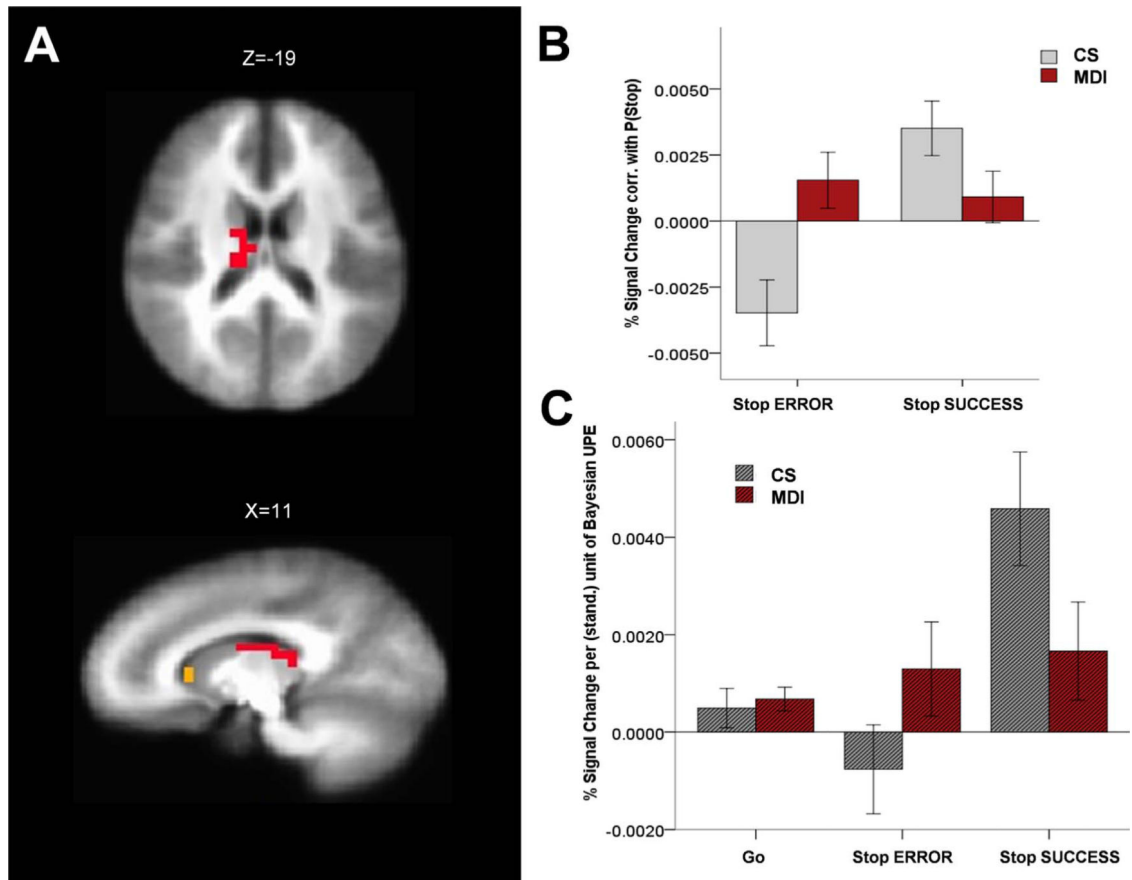 A
Z=-19
X=11
B
CS
MDI
% Signal Change corr. with P(Stop)
0.0050
0.0025
0.0000
-0.0025
-0.0050
Stop ERROR
Stop SUCCESS
C
CS
MDI
% Signal Change per (stand.) unit of Bayesian UPE
0.0060
0.0040
0.0020
0.0000
-0.0020
Go
Stop ERROR
Stop SUCCESS